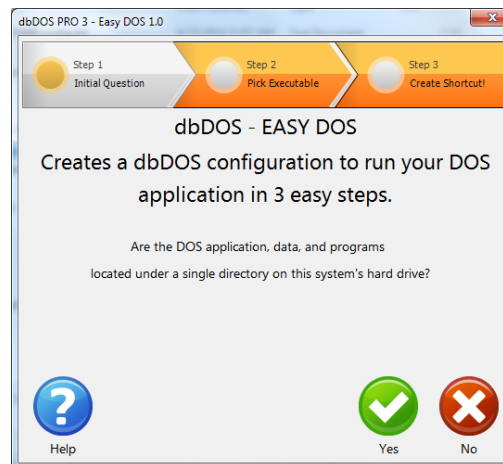 dbDOS PRO 3 - Easy DOS 1.0
Step 1
Initial Question
Step 2
Pick Executable
Step 3
Create Shortcut!
dbDOS - EASY DOS
Creates a dbDOS configuration to run your DOS
application in 3 easy steps.
Are the DOS application, data, and programs
located under a single directory on this system's hard drive?
Help
Yes
No